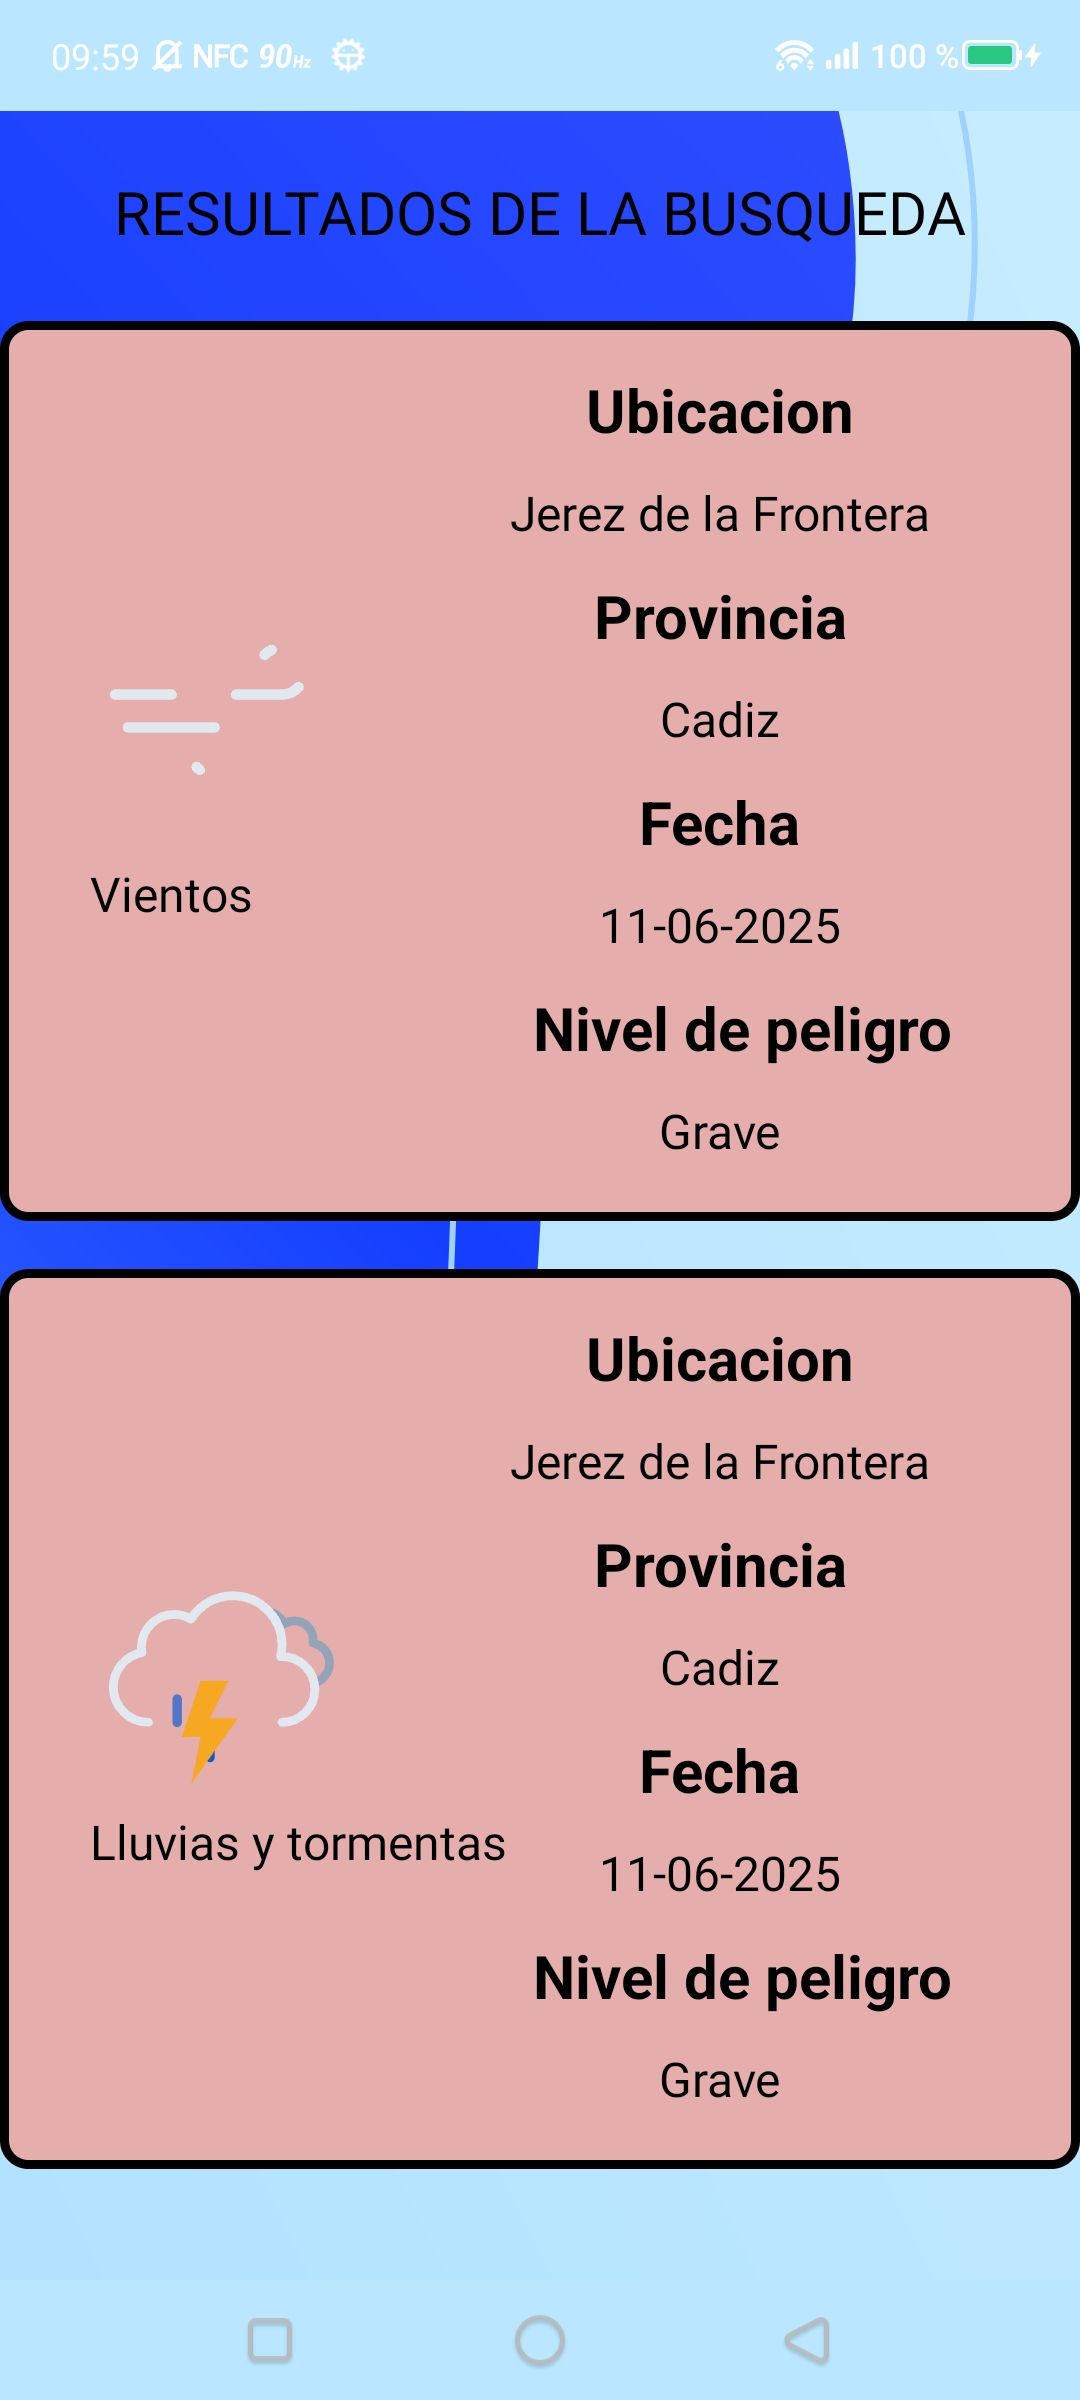 09:59 NFC 90Hz 6 100 %
RESULTADOS DE LA BUSQUEDA
Ubicacion
Jerez de la Frontera
Provincia
Cadiz
Fecha
Vientos
11-06-2025
Nivel de peligro
Grave
Ubicacion
Jerez de la Frontera
Provincia
Cadiz
Fecha
Lluvias y tormentas
11-06-2025
Nivel de peligro
Grave